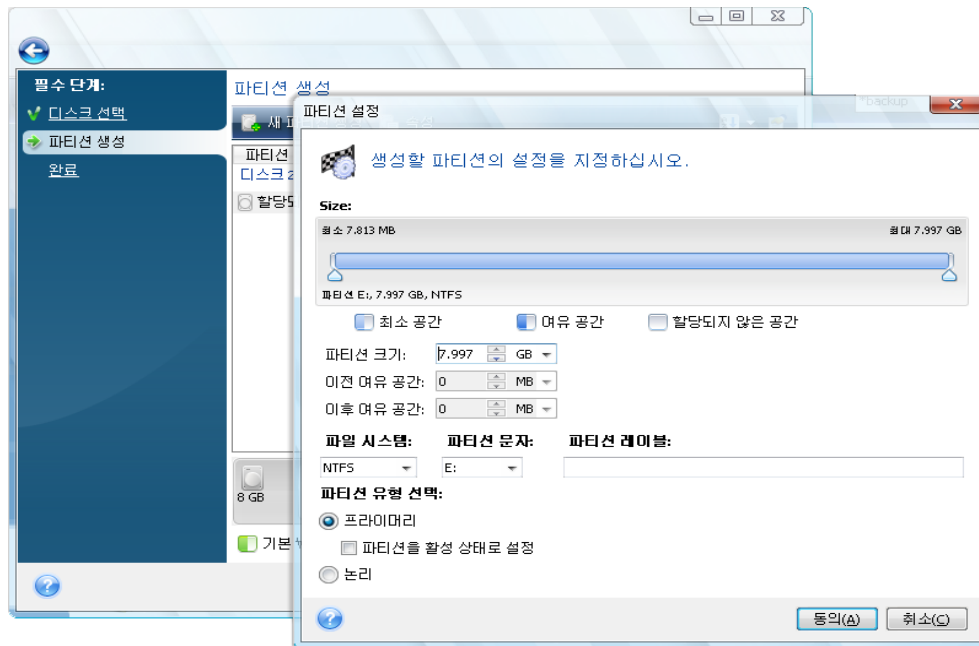 필수 단계:
디스크 선택
파티션 생성
완료
파티션 생성
새
파티션
디스크 2
8 GB
기본
파티션 설정
backup
생성할 파티션의 설정을 지정하십시오.
Size:
최소 7.813 MB 최대 7.997 GB
파티션 E:, 7.997 GB, NTFS
최소 공간 여유 공간 할당되지 않은 공간
파티션 크기: 7.997 GB
이전 여유 공간: 0 MB
이후 여유 공간: 0 MB
파일 시스템: 파티션 문자: 파티션 레이블:
NTFS E:
파티션 유형 선택:
프라이머리
파티션을 활성 상태로 설정
논리
동의(A) 취소(C)